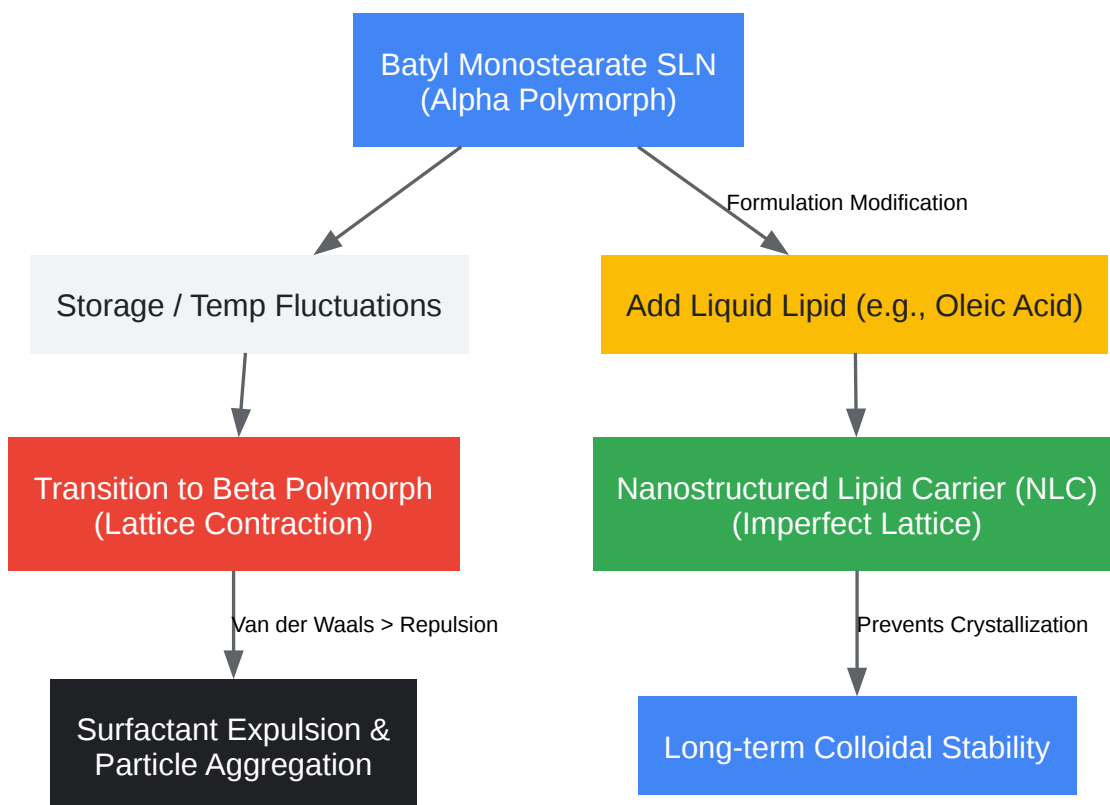 Batyl Monostearate SLN
(Alpha Polymorph)
Formulation Modification
Storage / Temp Fluctuations
Add Liquid Lipid (e.g., Oleic Acid)
Transition to Beta Polymorph
(Lattice Contraction)
Nanostructured Lipid Carrier (NLC)
(Imperfect Lattice)
Van der Waals > Repulsion
Prevents Crystallization
Surfactant Expulsion &
Particle Aggregation
Long-term Colloidal Stability